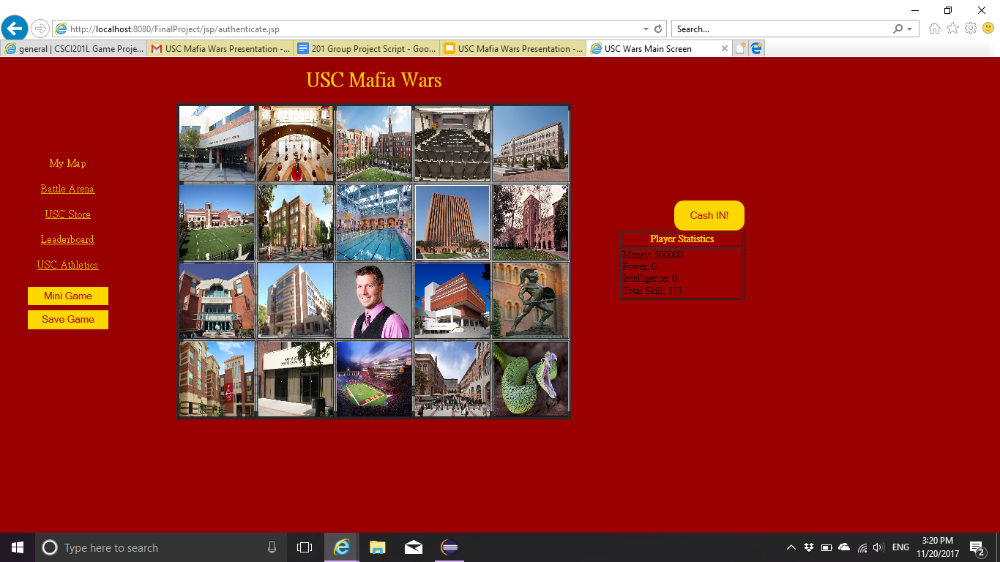 http://localhost:8080/FinalProject/jsp/authenticate.jsp
Search...
general | CSCI201L Game Proje...
USC Mafia Wars Presentation -...
201 Group Project Script - Goo...
USC Mafia Wars Presentation -...
USC Wars Main Screen
USC Mafia Wars
My Map
Battle Arena
USC Store
Leaderboard
USC Athletics
Mini Game
Save Game
Cash IN!
Player Statistics
Money: 500000
Power: 0
Intelligence: 0
Total Skill: 373
Type here to search
ENG
3:20 PM
11/20/2017
2